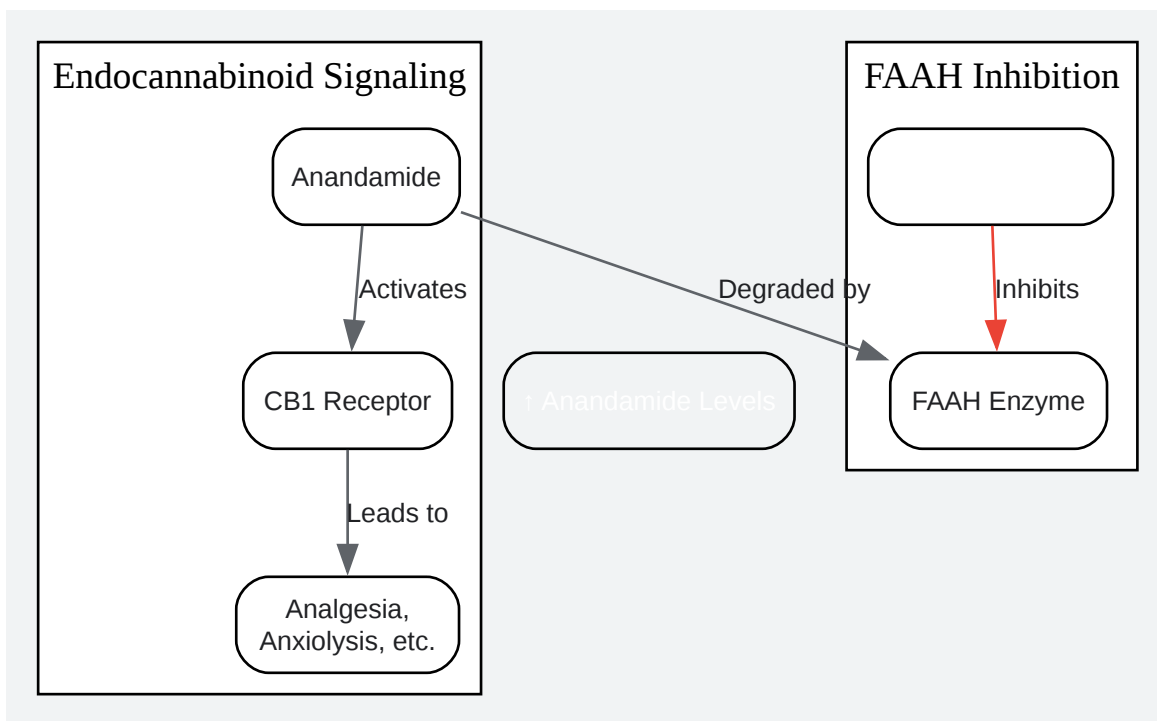 Endocannabinoid Signaling
FAAH Inhibition
Anandamide
Activates
Degraded by
Inhibits
CB1 Receptor
↑ Anandamide Levels
FAAH Enzyme
Leads to
Analgesia,
Anxiolysis, etc.